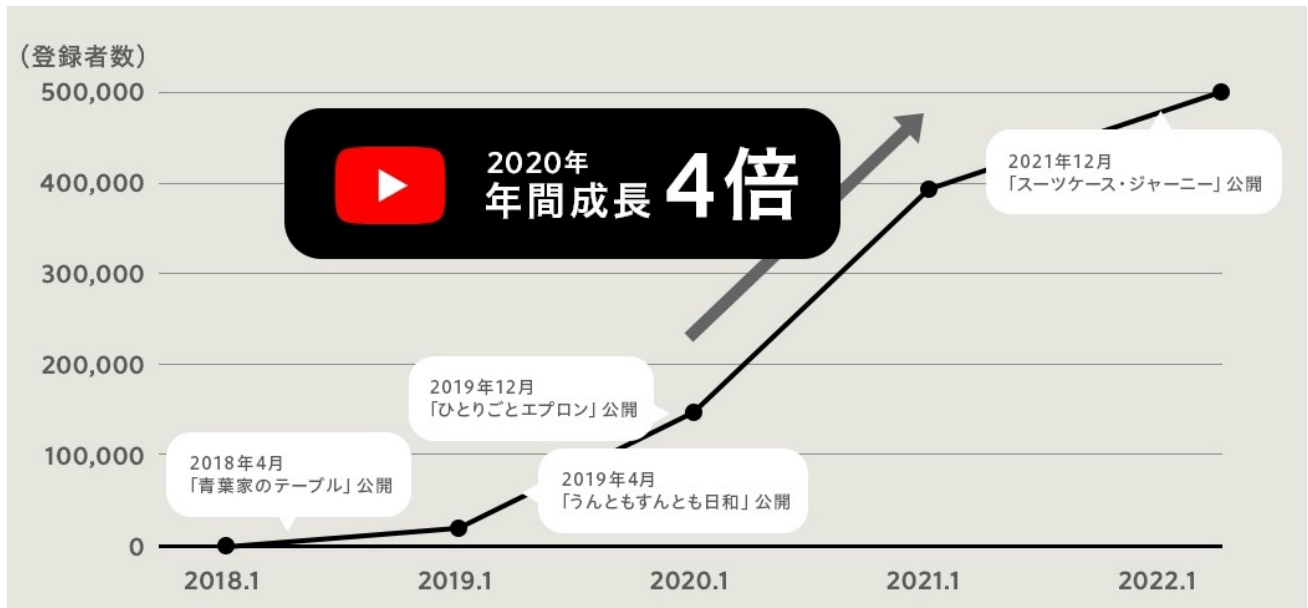 (登録者数)
500,000
400,000
300,000
200,000
100,000
0
2020年
年間成長 4倍
2021年12月
「スーツケース・ジャーニー」公開
2019年12月
「ひとりごとエプロン」公開
2018年4月
「青葉家のテーブル」公開
2019年4月
「うんともすんとも日和」公開
2018.1
2019.1
2020.1
2021.1
2022.1